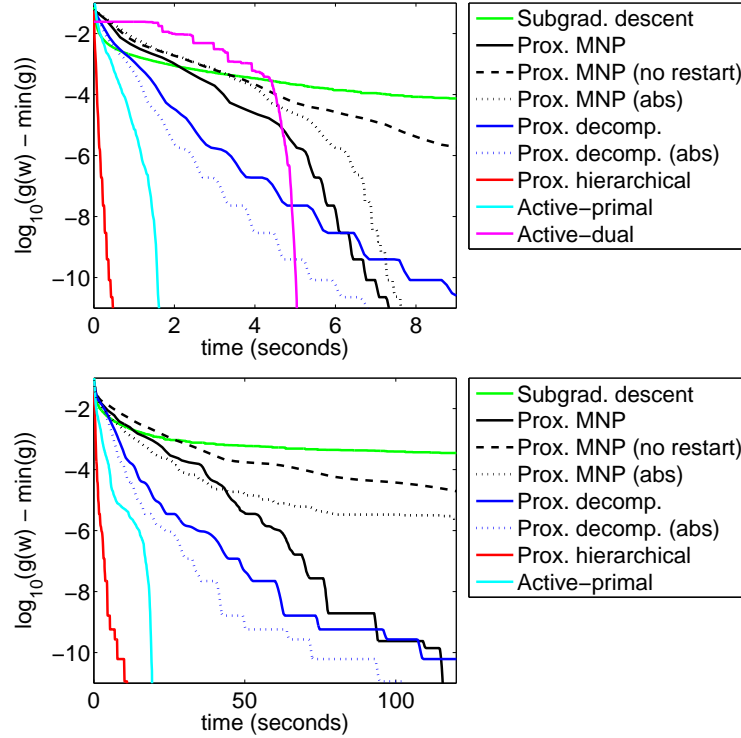 −2
−4
−6
−8
−10
0
2
4
6
8
time (seconds)
log10(g(w) − min(g))
Subgrad. descent
Prox. MNP
Prox. MNP (no restart)
Prox. MNP (abs)
Prox. decomp.
Prox. decomp. (abs)
Prox. hierarchical
Active−primal
Active−dual
−2
−4
−6
−8
−10
0
50
100
time (seconds)
log10(g(w) − min(g))
Subgrad. descent
Prox. MNP
Prox. MNP (no restart)
Prox. MNP (abs)
Prox. decomp.
Prox. decomp. (abs)
Prox. hierarchical
Active−primal